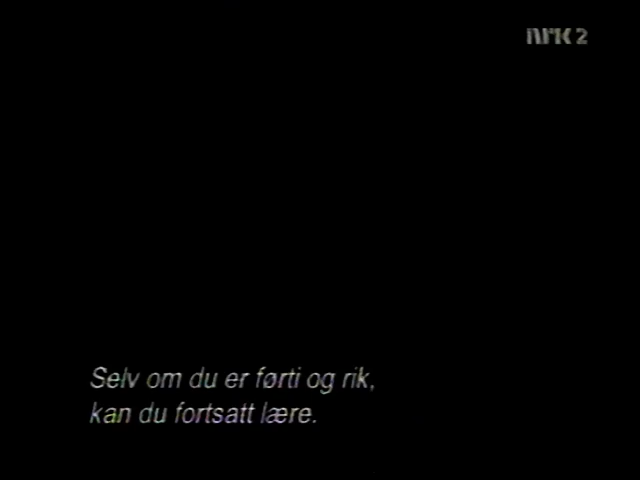 NRK 2
Selv om du er førti og rik,
kan du fortsatt lære.